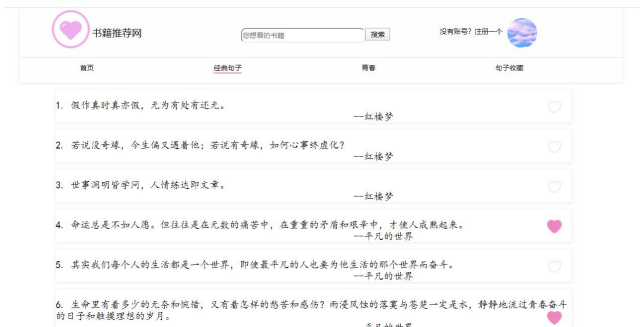 书籍推荐网
您想看的书籍
搜索
没有账号？注册一个
首页
经典句子
青春
句子收藏
1. 假作真时真亦假，无为有处有还无。
--红楼梦
2. 若说没奇缘，今生偏又遇着他；若说有奇缘，如何心事终虚化？
--红楼梦
3. 世事洞明皆学问，人情练达即文章。
--红楼梦
4. 命运总是不如人愿。但往往是在无数的痛苦中，在重重的矛盾和艰辛中，才使人成熟起来。
--平凡的世界
5. 其实我们每个人的生活都是一个世界，即使最平凡的人也要为他生活的那个世界而奋斗。
--平凡的世界
6. 生命里有着多少的无奈和惋惜，又有着怎样的愁苦和感伤？雨浸风蚀的落寞与苍楚一定是水，静静地流过青春奋斗
的日子和触摸理想的岁月。
--平凡的世界